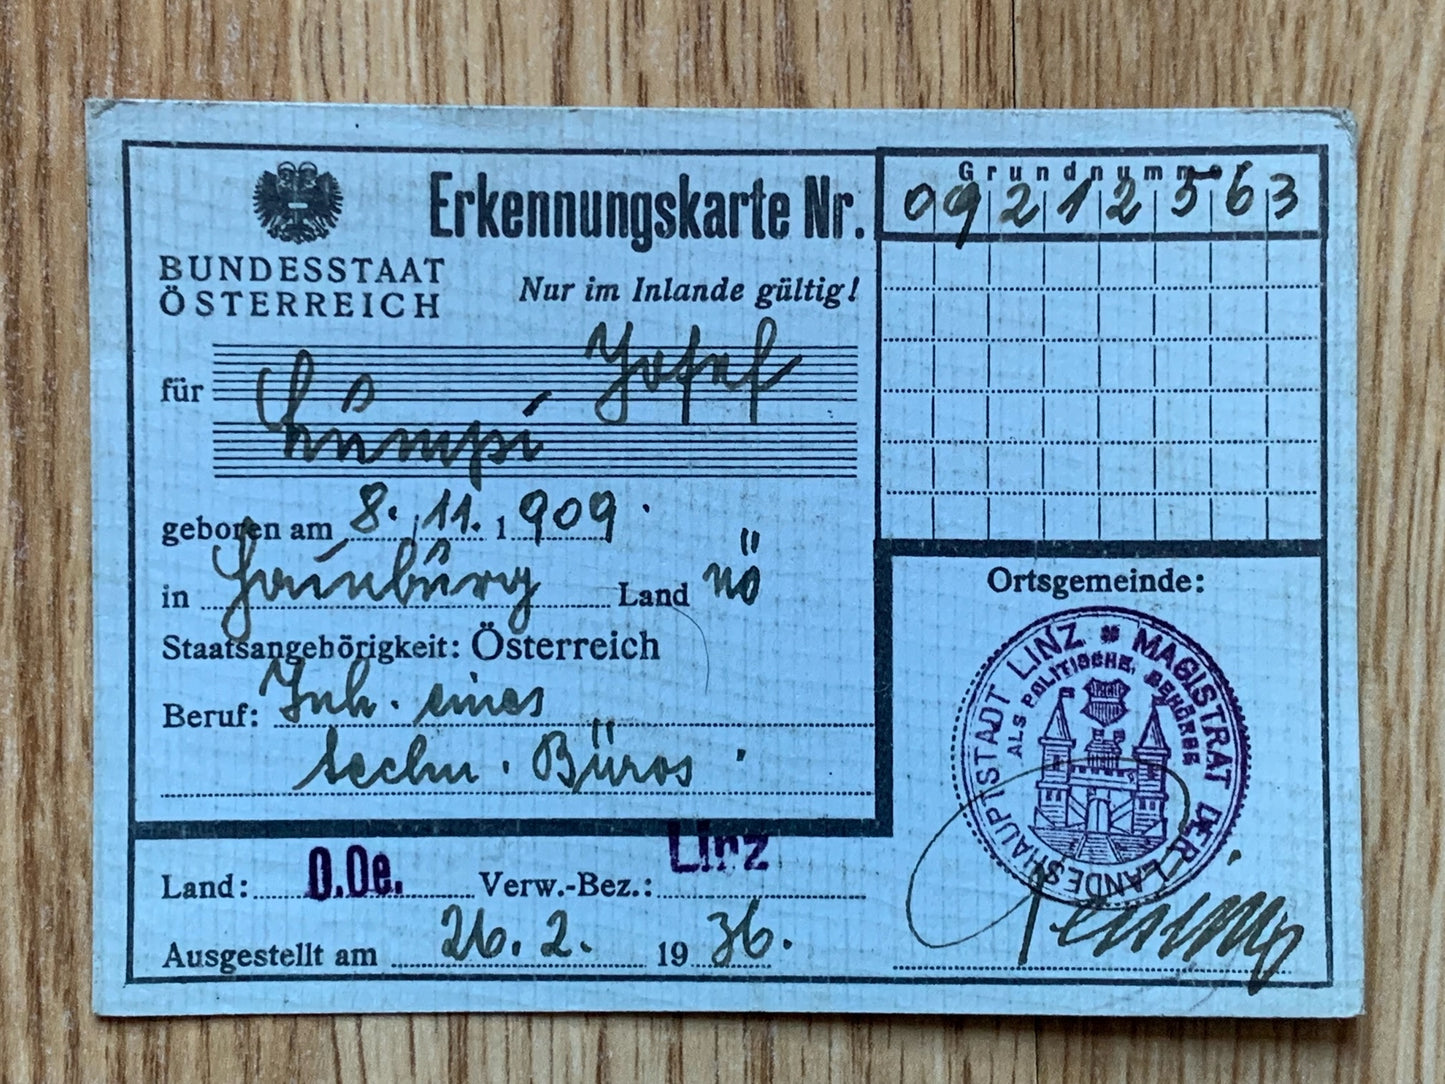 BUNDESSTAAT
ÖSTERREICH
Erkennungskarte Nr.
Grundnummer
09212563
Nur im Inlande gültig!
für Josef
geboren am 8. 11. 1909.
in Hainburg Land NÖ
Staatsangehörigkeit: Österreich
Beruf: Inh. eines
techn. Büros.
Land: O.Oe. Verw.-Bez.: Linz
Ausgestellt am 26. 2. 1936.
Ortsgemeinde:
MAGISTRAT DER LANDESHAUPTSTADT LINZ
ALS POLITISCHE BEHÖRDE